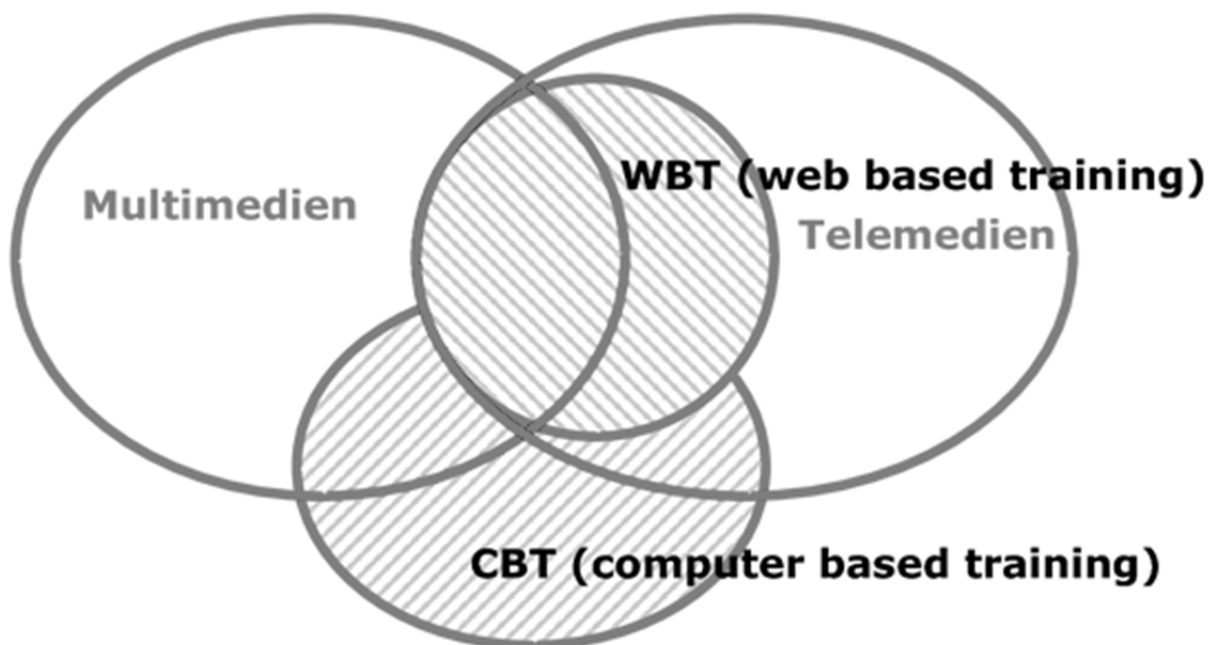 WBT (web based training)
Multimedien
Telemedien
CBT (computer based training)